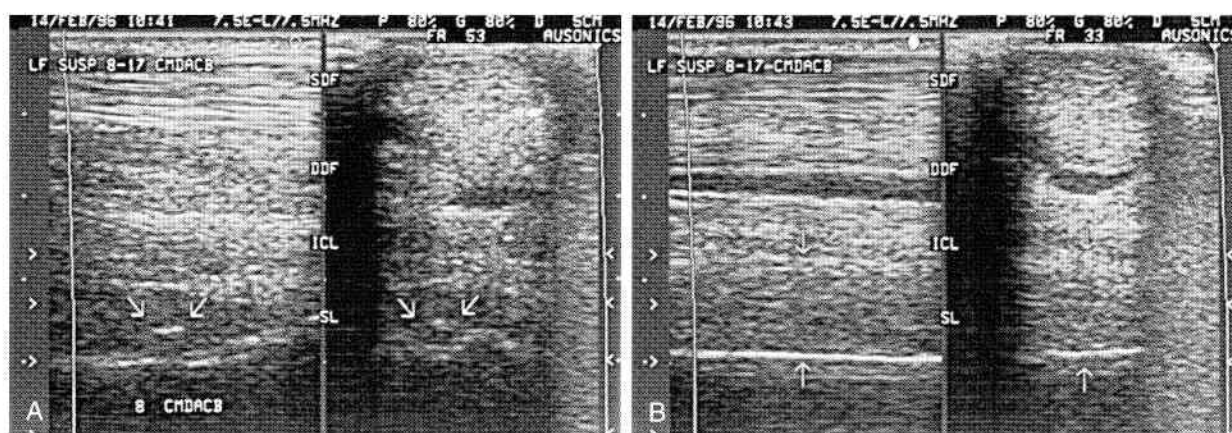 14/FEB/96 10:41 7.5E-L/7.5MHZ P 80% G 80% D 5CM
FR 53 AUSONICS
LF SUSP 8-17 CMDACB
SDF
DDF
ICL
SL
8 CMDACB
A
14/FEB/96 10:43 7.5E-L/7.5MHZ P 80% G 80% D 5CM
FR 33 AUSONICS
LF SUSP 8-17-CMDACB
SDF
DDF
ICL
SL
B